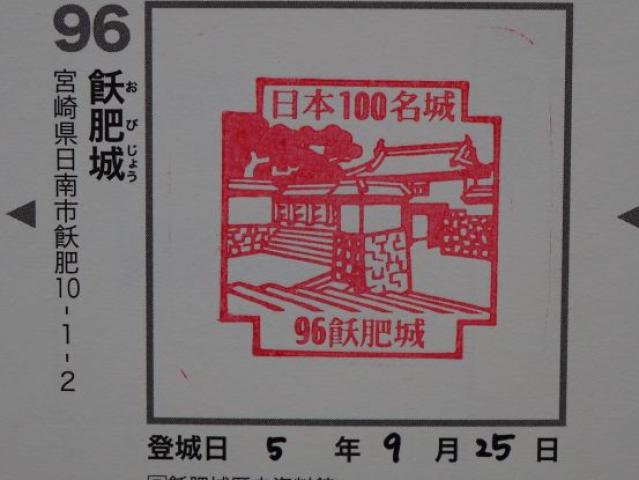 96
飫肥城
おびじょう
宮崎県日南市飫肥10-1-2
日本100名城
96飫肥城
登城日 5 年 9 月 25 日